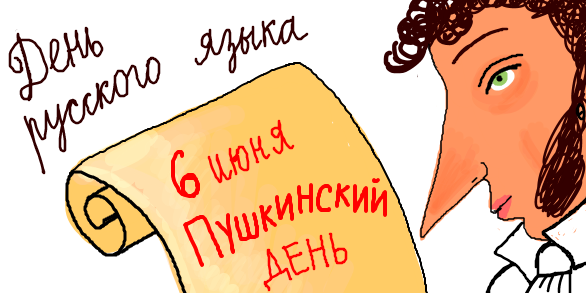 День
русского языка
6 июня
Пушкинский
День